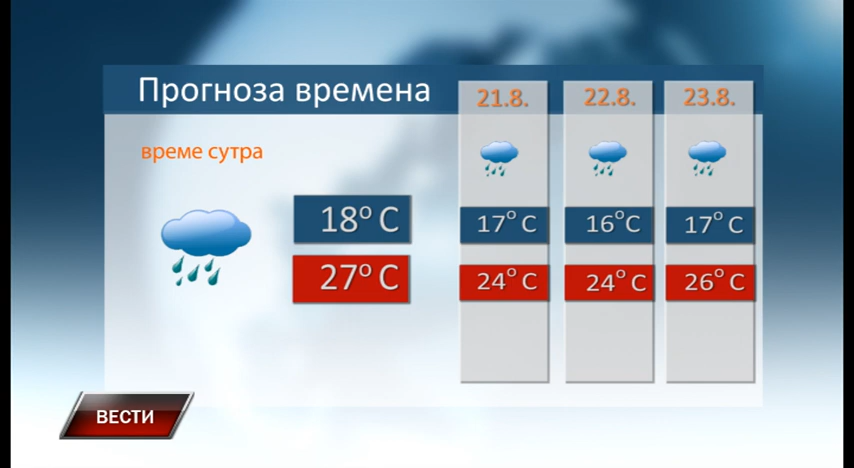 Прогноза времена
време сутра
18° C
27° C
21.8.
17° C
24° C
22.8.
16°C
24° C
23.8.
17° C
26° C
ВЕСТИ